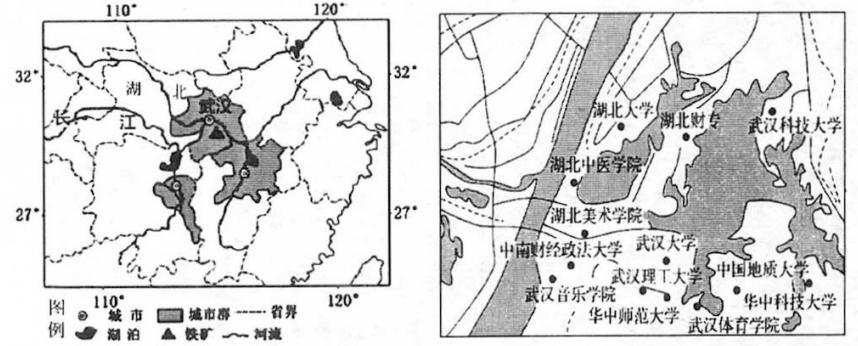 110°
120°
32°
32°
湖
北
武汉
长
江
27°
27°
110°
120°
图例
城市
城市群
省界
湖泊
铁矿
河流
湖北大学
湖北财专
武汉科技大学
湖北中医学院
湖北美术学院
中南财经政法大学
武汉大学
武汉理工大学
中国地质大学
武汉音乐学院
华中科技大学
华中师范大学
武汉体育学院